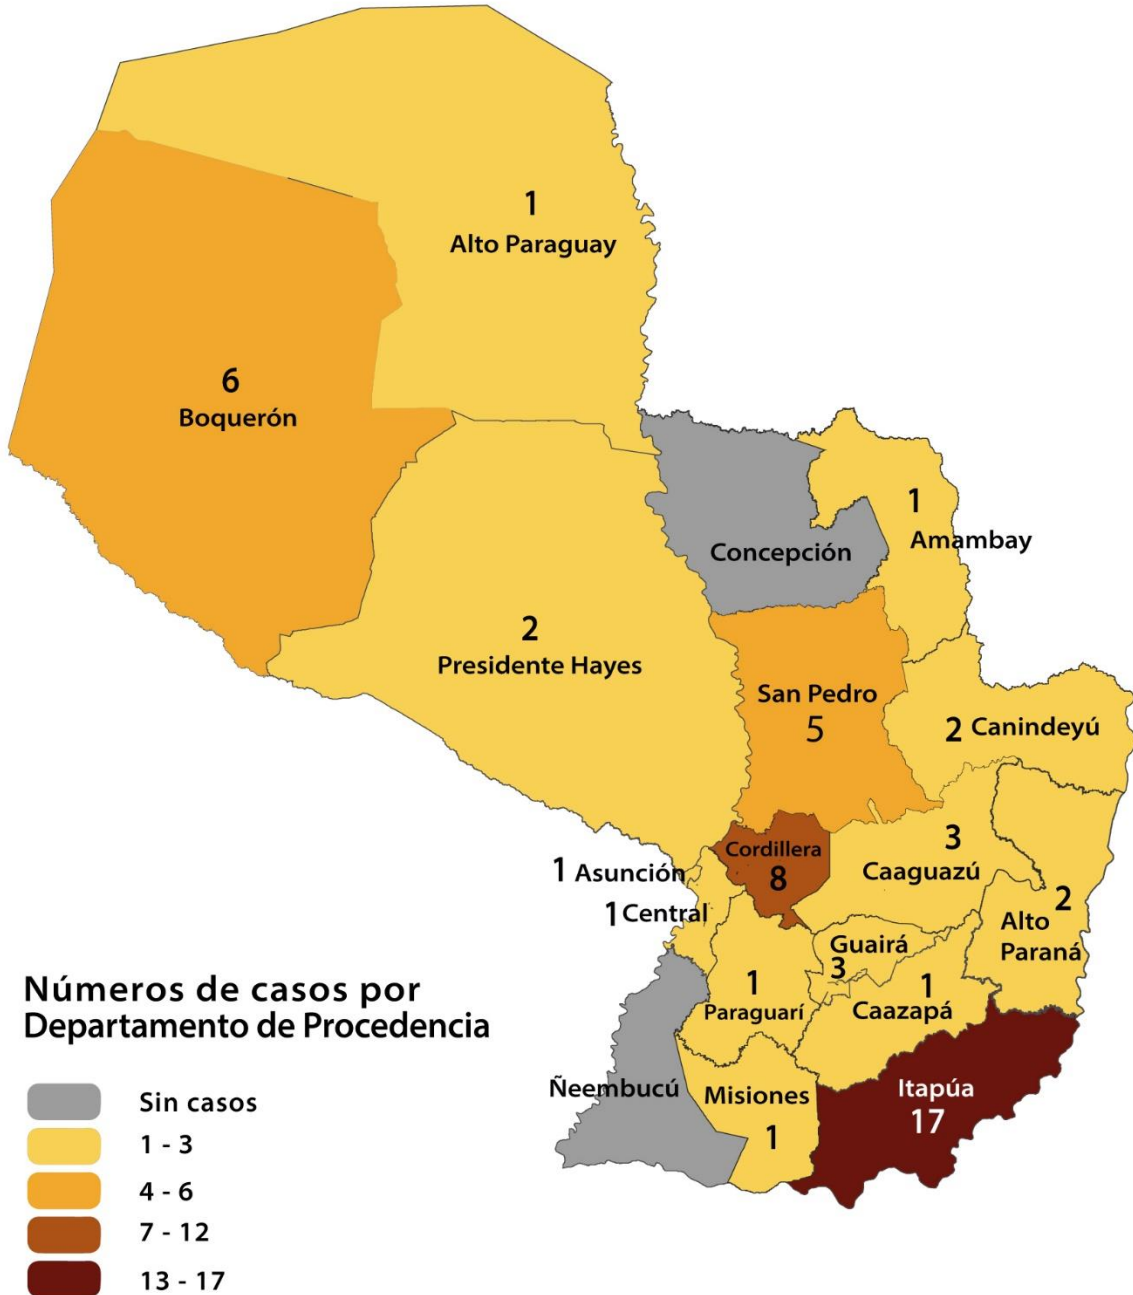 1
Alto Paraguay
6
Boquerón
Concepción
1
Amambay
2
Presidente Hayes
San Pedro
5
2 Canindeyú
Cordillera
8
3
Caaguazú
1 Asunción
1 Central
2
Alto
Paraná
Guairá
3
1
Paraguarí
1
Caazapá
Ñeembucú
Misiones
1
Itapúa
17
Números de casos por
Departamento de Procedencia
Sin casos
1 - 3
4 - 6
7 - 12
13 - 17